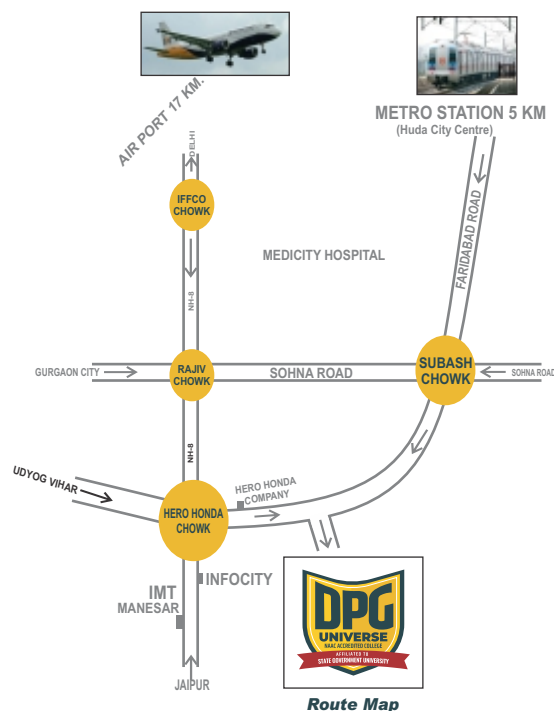 AIR PORT 17 KM.
METRO STATION 5 KM
(Huda City Centre)
DELHI
IFFCO
CHOWK
FARIDABAD ROAD
MEDICITY HOSPITAL
NH-8
GURGAON CITY
RAJIV
CHOWK
SOHNA ROAD
SUBASH
CHOWK
SOHNA ROAD
NH-8
UDYOG VIHAR
HERO HONDA
COMPANY
HERO HONDA
CHOWK
INFOCITY
IMT
MANESAR
JAIPUR
DPG
UNIVERSE
NAAC ACCREDITED COLLEGE
AFFILIATED TO
STATE GOVERNMENT UNIVERSITY
Route Map